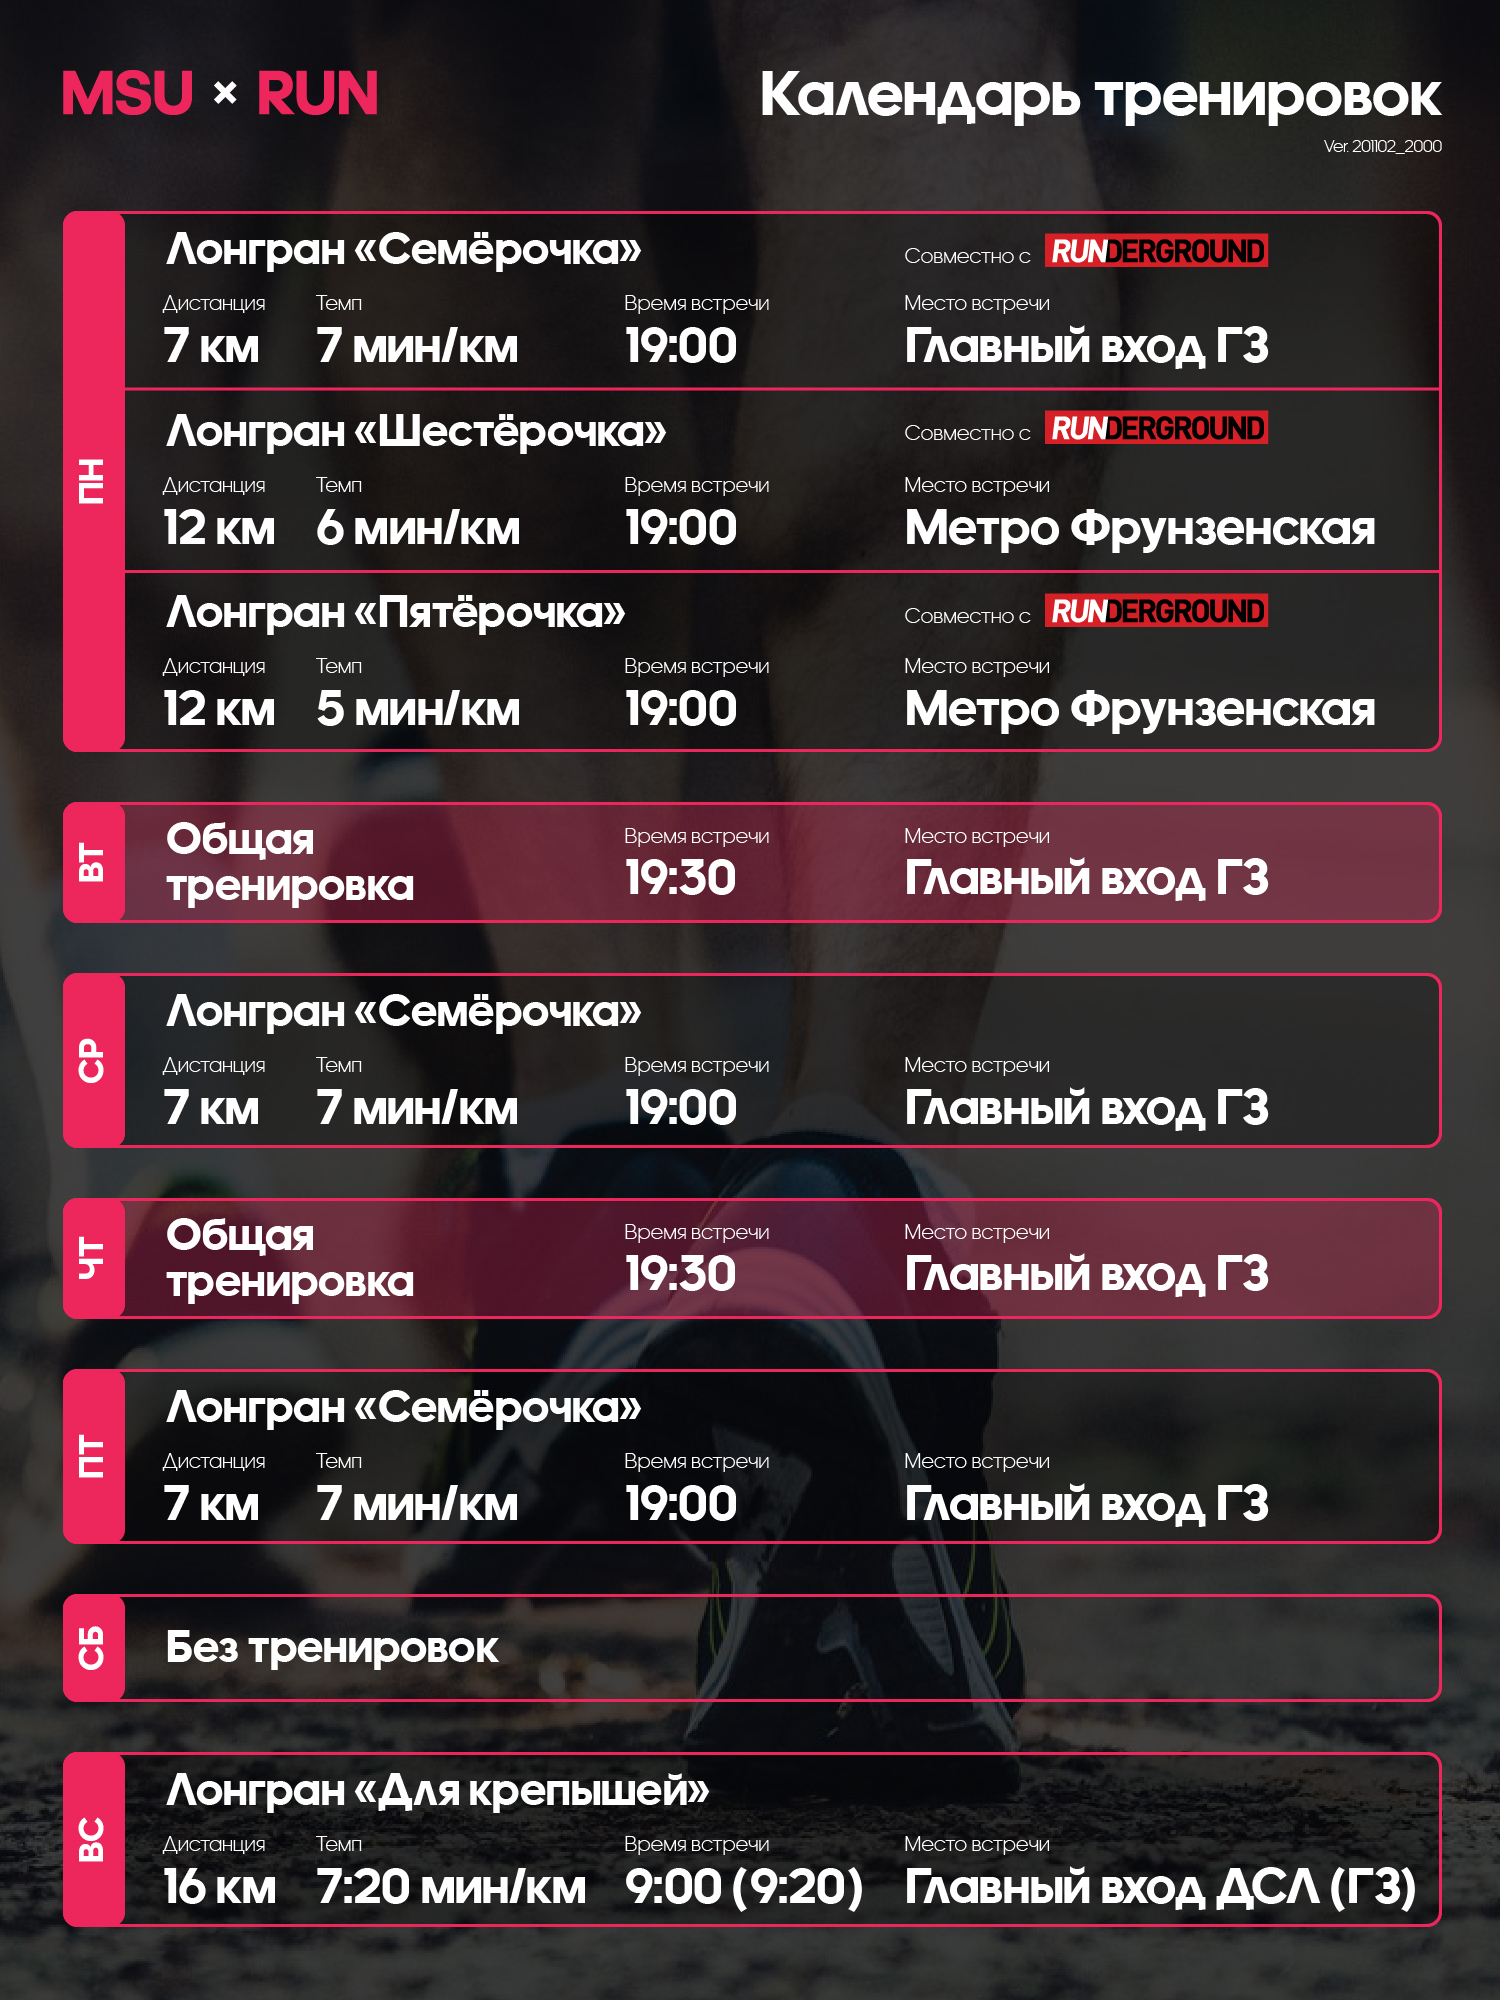 MSU × RUN
Календарь тренировок
Ver. 201102_2000
ПН
Лонгран «Семёрочка»
Совместно с RUNDERGROUND
Дистанция Темп Время встречи Место встречи
7 км 7 мин/км 19:00 Главный вход ГЗ
Лонгран «Шестёрочка»
Совместно с RUNDERGROUND
Дистанция Темп Время встречи Место встречи
12 км 6 мин/км 19:00 Метро Фрунзенская
Лонгран «Пятёрочка»
Совместно с RUNDERGROUND
Дистанция Темп Время встречи Место встречи
12 км 5 мин/км 19:00 Метро Фрунзенская
ВТ
Общая
тренировка
Время встречи Место встречи
19:30 Главный вход ГЗ
СР
Лонгран «Семёрочка»
Дистанция Темп Время встречи Место встречи
7 км 7 мин/км 19:00 Главный вход ГЗ
ЧТ
Общая
тренировка
Время встречи Место встречи
19:30 Главный вход ГЗ
ПТ
Лонгран «Семёрочка»
Дистанция Темп Время встречи Место встречи
7 км 7 мин/км 19:00 Главный вход ГЗ
СБ
Без тренировок
ВС
Лонгран «Для крепышей»
Дистанция Темп Время встречи Место встречи
16 км 7:20 мин/км 9:00 (9:20) Главный вход ДСЛ (ГЗ)